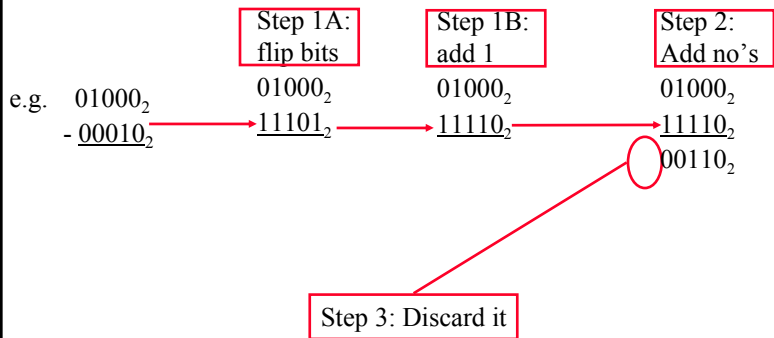 Step 1A:
flip bits
Step 1B:
add 1
Step 2:
Add no’s
e.g. 01000₂
- 00010₂
01000₂
11101₂
01000₂
11110₂
01000₂
11110₂
00110₂
Step 3: Discard it